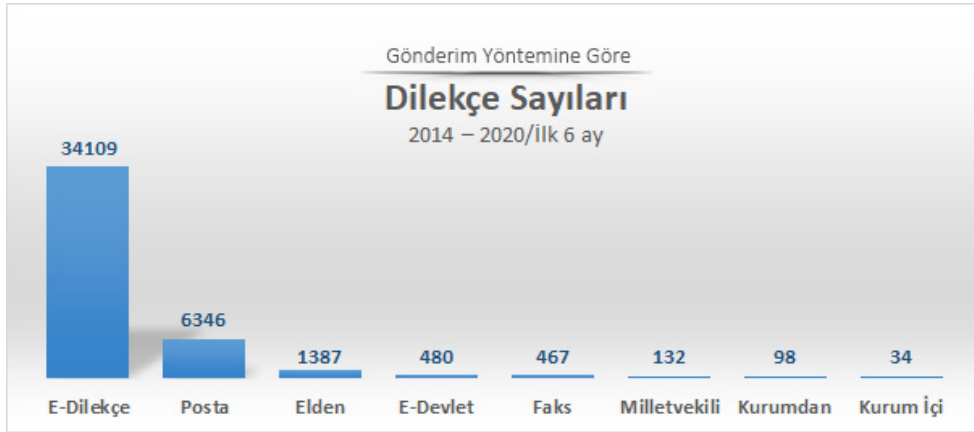 Gönderim Yöntemine Göre
Dilekçe Sayıları
2014 – 2020/İlk 6 ay
34109
6346
1387
480
467
132
98
34
E-Dilekçe
Posta
Elden
E-Devlet
Faks
Milletvekili
Kurumdan
Kurum İçi